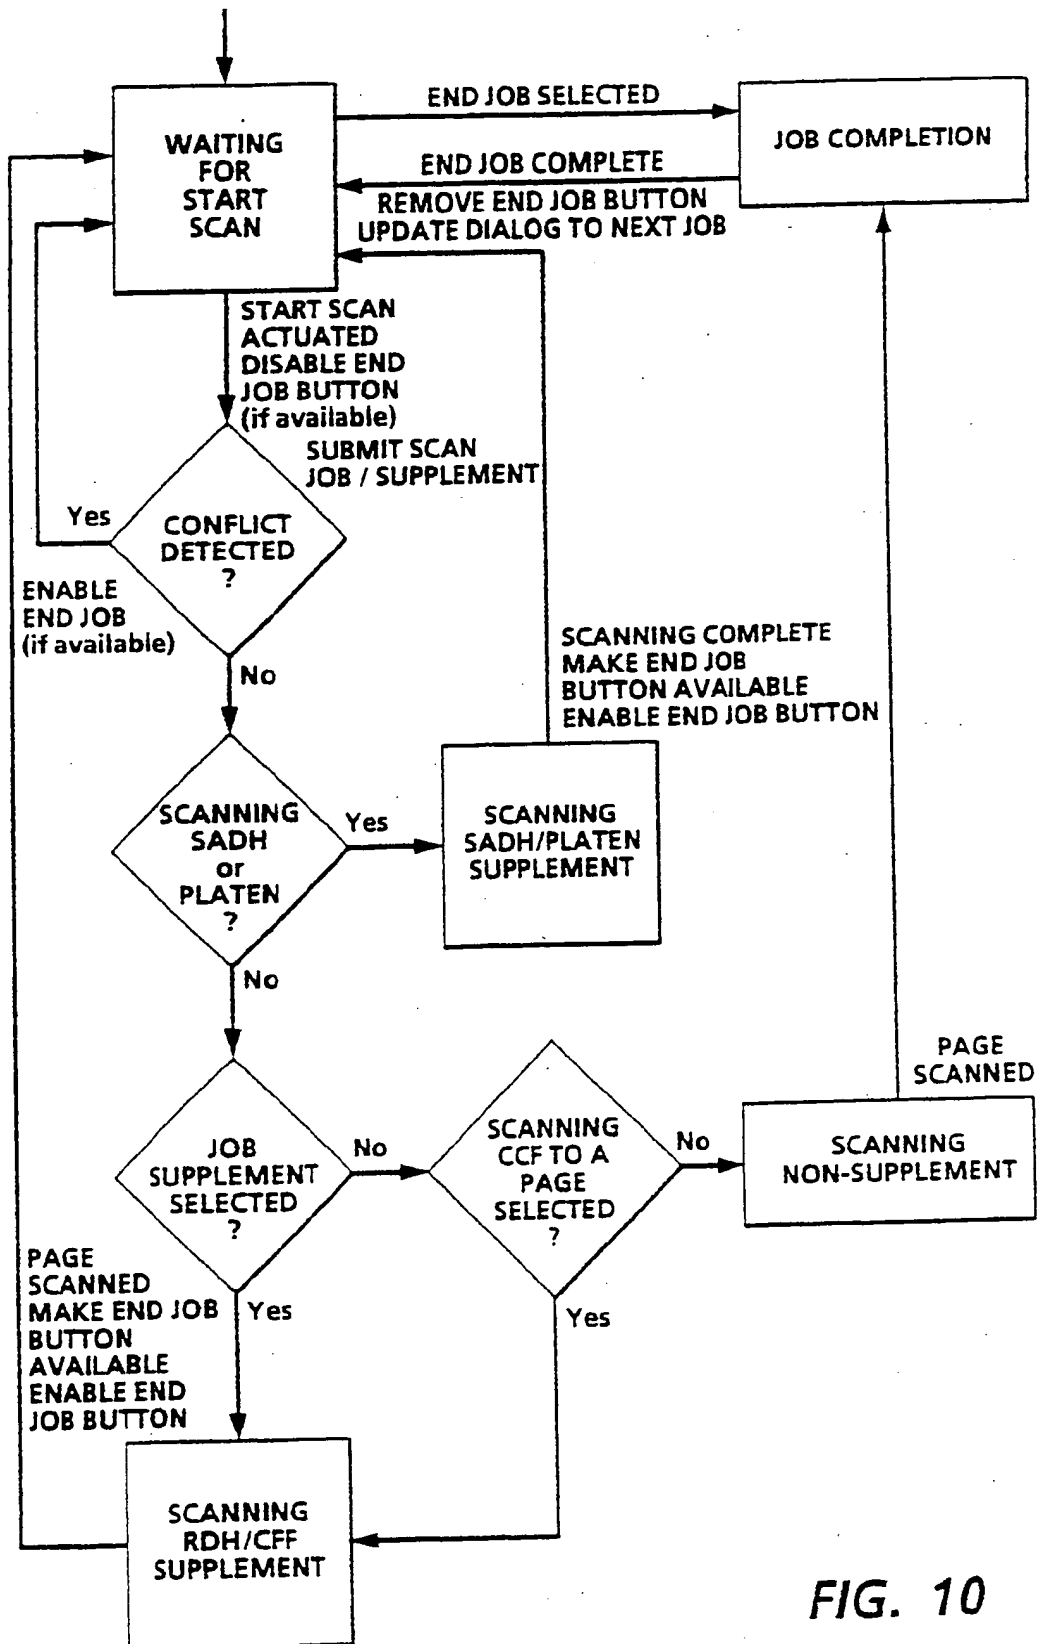 END JOB SELECTED
WAITING
FOR
START
SCAN
JOB COMPLETION
END JOB COMPLETE
REMOVE END JOB BUTTON
UPDATE DIALOG TO NEXT JOB
START SCAN
ACTUATED
DISABLE END
JOB BUTTON
(if available)
SUBMIT SCAN
JOB / SUPPLEMENT
Yes
CONFLICT
DETECTED
?
ENABLE
END JOB
(if available)
No
SCANNING COMPLETE
MAKE END JOB
BUTTON AVAILABLE
ENABLE END JOB BUTTON
SCANNING
SADH
or
PLATEN
?
Yes
SCANNING
SADH/PLATEN
SUPPLEMENT
No
PAGE
SCANNED
JOB
SUPPLEMENT
SELECTED
?
No
SCANNING
CCF TO A
PAGE
SELECTED
?
No
SCANNING
NON-SUPPLEMENT
PAGE
SCANNED
MAKE END JOB
BUTTON
AVAILABLE
ENABLE END
JOB BUTTON
Yes
Yes
SCANNING
RDH/CFF
SUPPLEMENT
FIG. 10